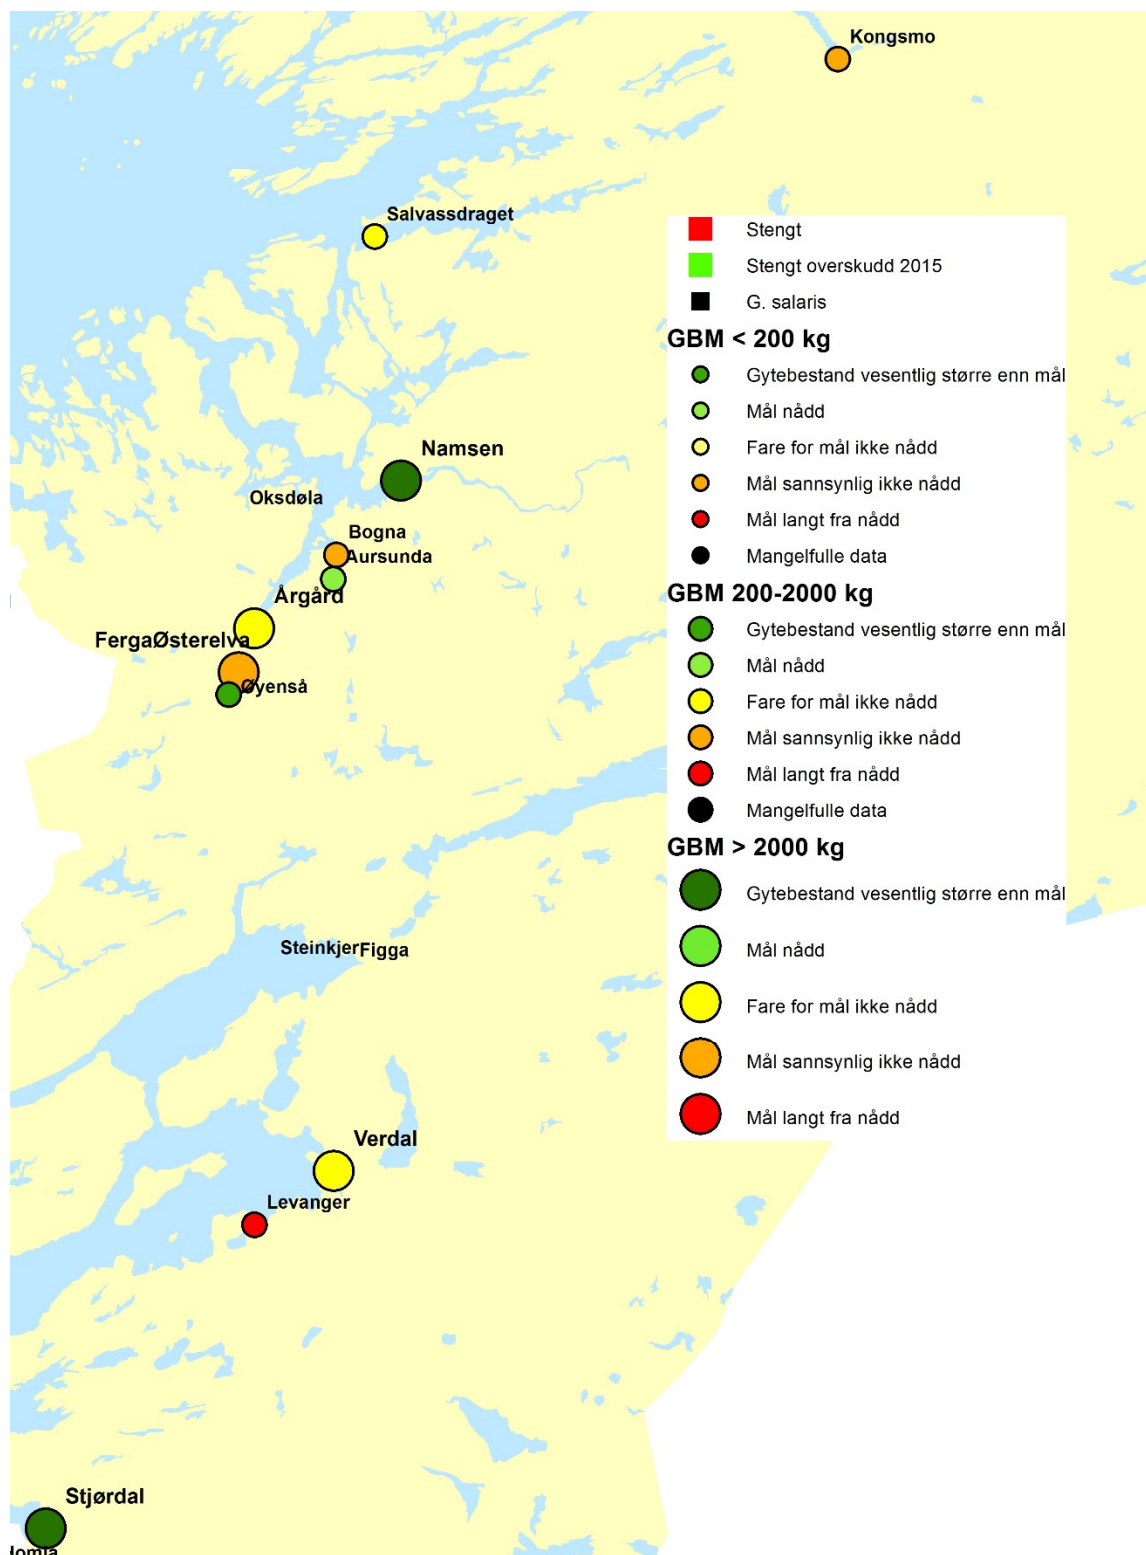 Kongsmo
Salvassdraget
Stengt
Stengt overskudd 2015
G. salaris
GBM < 200 kg
Gytebestand vesentlig større enn mål
Mål nådd
Fare for mål ikke nådd
Mål sannsynlig ikke nådd
Mål langt fra nådd
Mangelfulle data
GBM 200-2000 kg
Gytebestand vesentlig større enn mål
Mål nådd
Fare for mål ikke nådd
Mål sannsynlig ikke nådd
Mål langt fra nådd
Mangelfulle data
GBM > 2000 kg
Gytebestand vesentlig større enn mål
Mål nådd
Fare for mål ikke nådd
Mål sannsynlig ikke nådd
Mål langt fra nådd
Namsen
Oksdøla
Bogna
Aursunda
Årgård
FergaØsterelva
Øyenså
SteinkjerFigga
Verdal
Levanger
Stjørdal